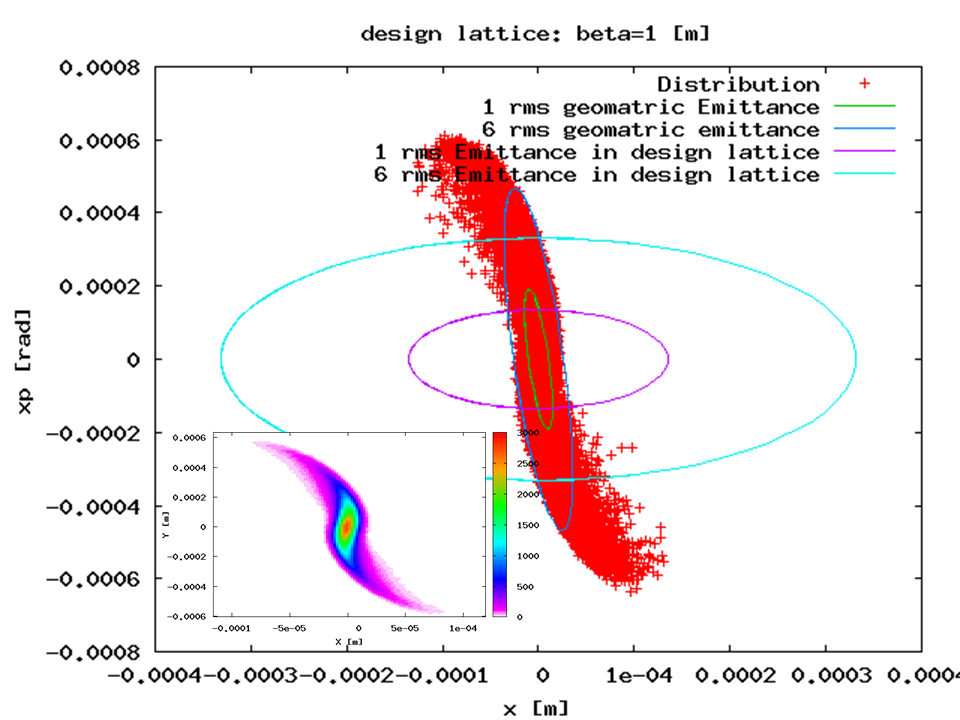 design lattice: beta=1 [m]
0.0008
Distribution
1 rms geomatric Emittance
6 rms geomatric emittance
1 rms Emittance in design lattice
6 rms Emittance in design lattice
0.0006
0.0004
0.0002
0
-0.0002
-0.0004
-0.0006
-0.0008
xp [rad]
-0.0004 -0.0003 -0.0002 -0.0001 0 1e-04 0.0002 0.0003 0.0004
x [m]
0.0006
0.0004
0.0002
0
-0.0002
-0.0004
-0.0006
Y [m]
-0.0001 -5e-05 0 5e-05 1e-04
X [m]
3000
2500
2000
1500
1000
500
0